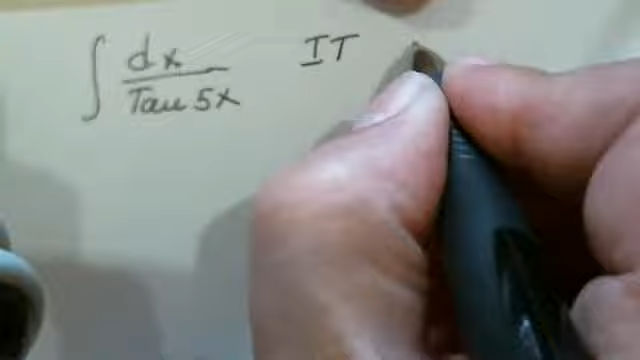 ∫ dx / Tan 5x IT